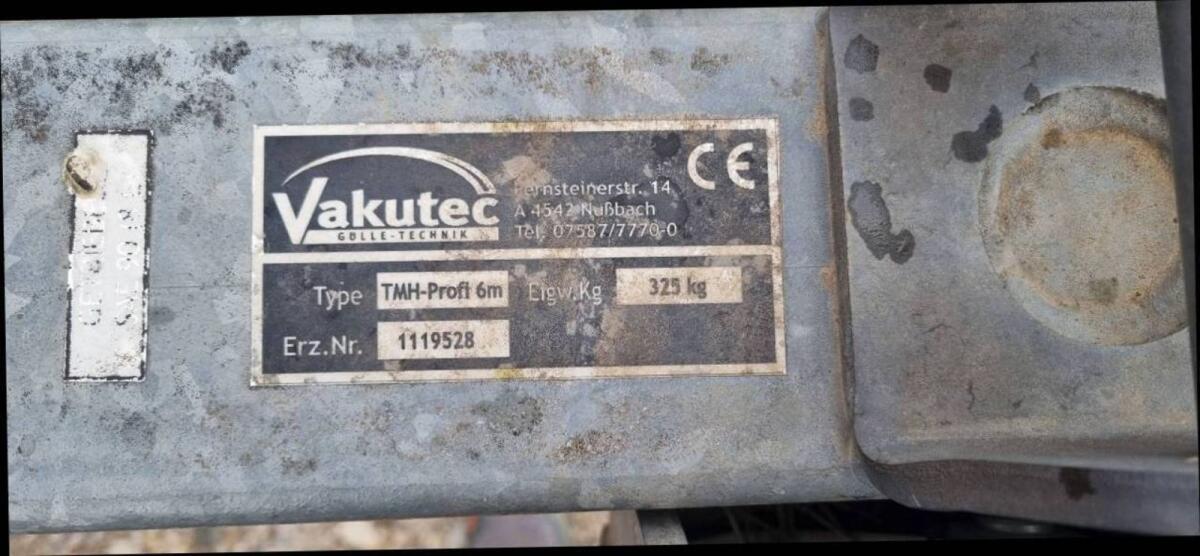 Vakutec
GÜLLE-TECHNIK
CE
Pernsteinerstr. 14
A 4542 Nußbach
Tel. 07587/7770-0
Type TMH-Profi 6m Eigw.Kg 325 kg
Erz.Nr. 1119528